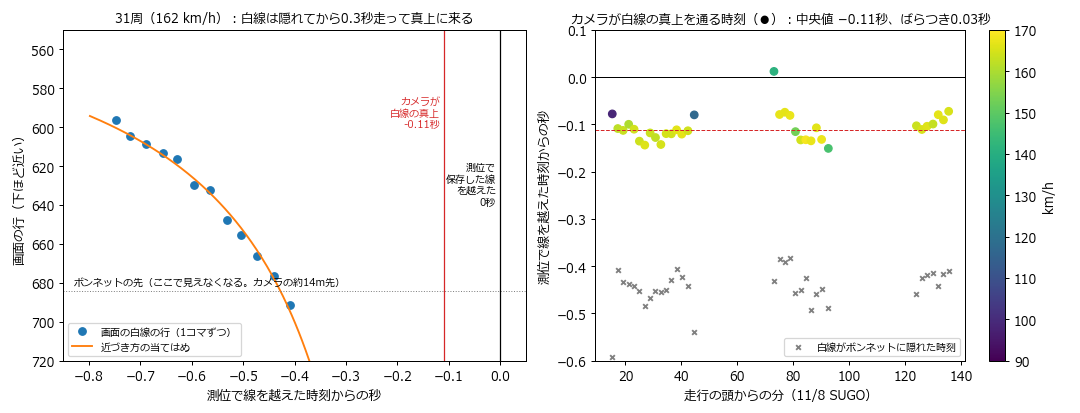 31周（162 km/h）：白線は隠れてから0.3秒走って真上に来る
560
580
600
620
640
660
680
700
720
画面の行（下ほど近い）
カメラが
白線の真上
-0.11秒
測位で
保存した線
を越えた
0秒
ボンネットの先（ここで見えなくなる。カメラの約14m先）
画面の白線の行（1コマずつ）
近づき方の当てはめ
−0.8
−0.7
−0.6
−0.5
−0.4
−0.3
−0.2
−0.1
0.0
測位で線を越えた時刻からの秒
カメラが白線の真上を通る時刻（●）：中央値 −0.11秒、ばらつき0.03秒
0.1
0.0
−0.1
−0.2
−0.3
−0.4
−0.5
−0.6
測位で線を越えた時刻からの秒
白線がボンネットに隠れた時刻
20
40
60
80
100
120
140
走行の頭からの分（11/8 SUGO）
170
160
150
140
130
120
110
100
90
km/h